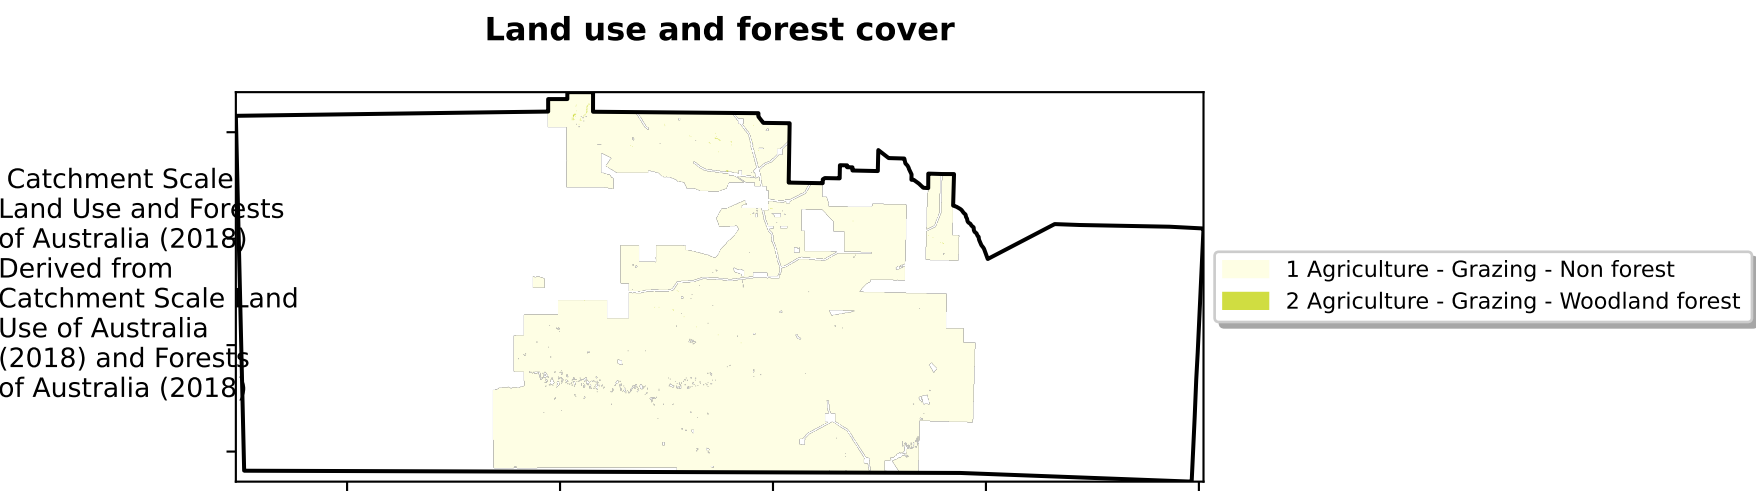 Land use and forest cover
Catchment Scale
Land Use and Forests
of Australia (2018)
Derived from
Catchment Scale Land
Use of Australia
(2018) and Forests
of Australia (2018)
1 Agriculture - Grazing - Non forest
2 Agriculture - Grazing - Woodland forest